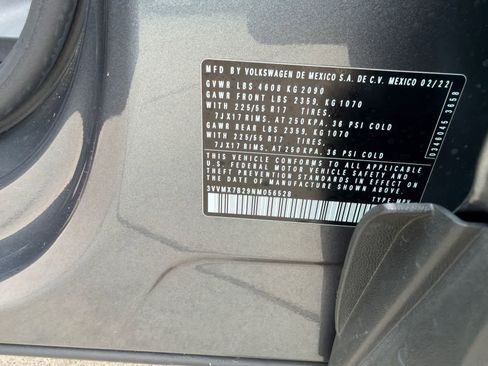 MFD BY VOLKSWAGEN DE MEXICO S.A. DE C.V. MEXICO 02/22
GVWR LBS 4608 KG 2090
GAWR FRONT LBS 2359, KG 1070
WITH 225/55 R17 TIRES,
7JX17 RIMS, AT 250 KPA, 36 PSI COLD
GAWR REAR LBS 2359, KG 1070
WITH 225/55 R17 TIRES,
7JX17 RIMS, AT 250 KPA, 36 PSI COLD
THIS VEHICLE CONFORMS TO ALL APPLICABLE
U.S. FEDERAL MOTOR VEHICLE SAFETY AND
THEFT PREVENTION STANDARDS IN EFFECT ON THE
DATE OF MANUFACTURE SHOWN ABOVE.
3VVMX7B29NM056528
TYPE: MPV
0246045 3658